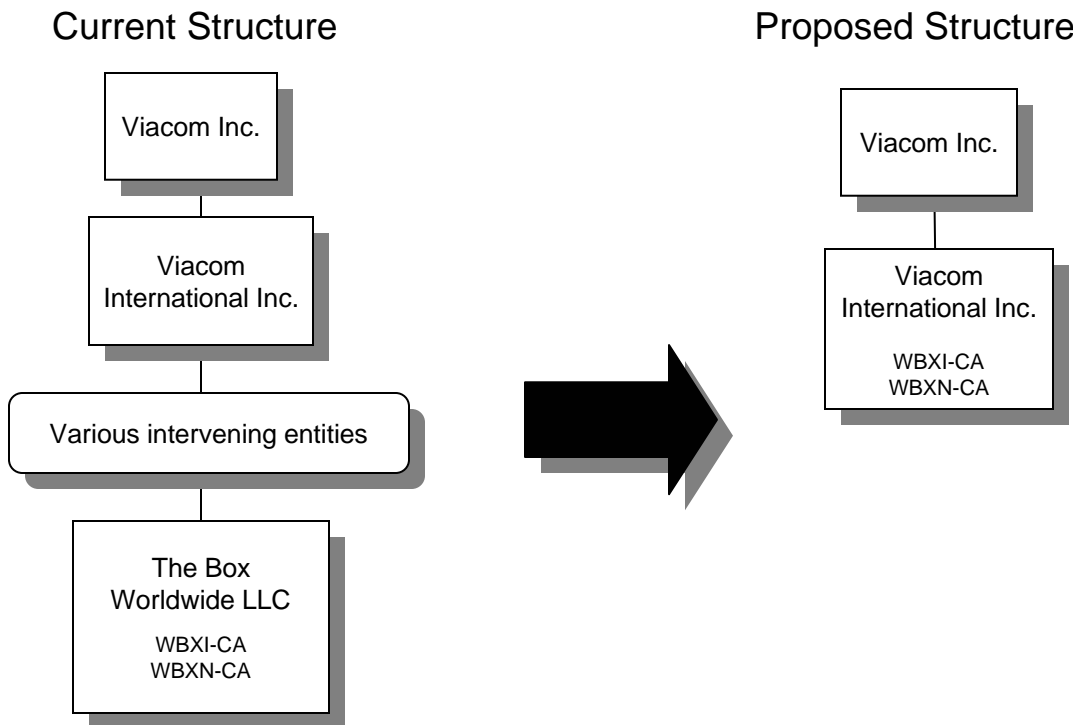 Current Structure
Viacom Inc.
Viacom
International Inc.
Various intervening entities
The Box
Worldwide LLC
WBXI-CA
WBXN-CA
Proposed Structure
Viacom Inc.
Viacom
International Inc.
WBXI-CA
WBXN-CA